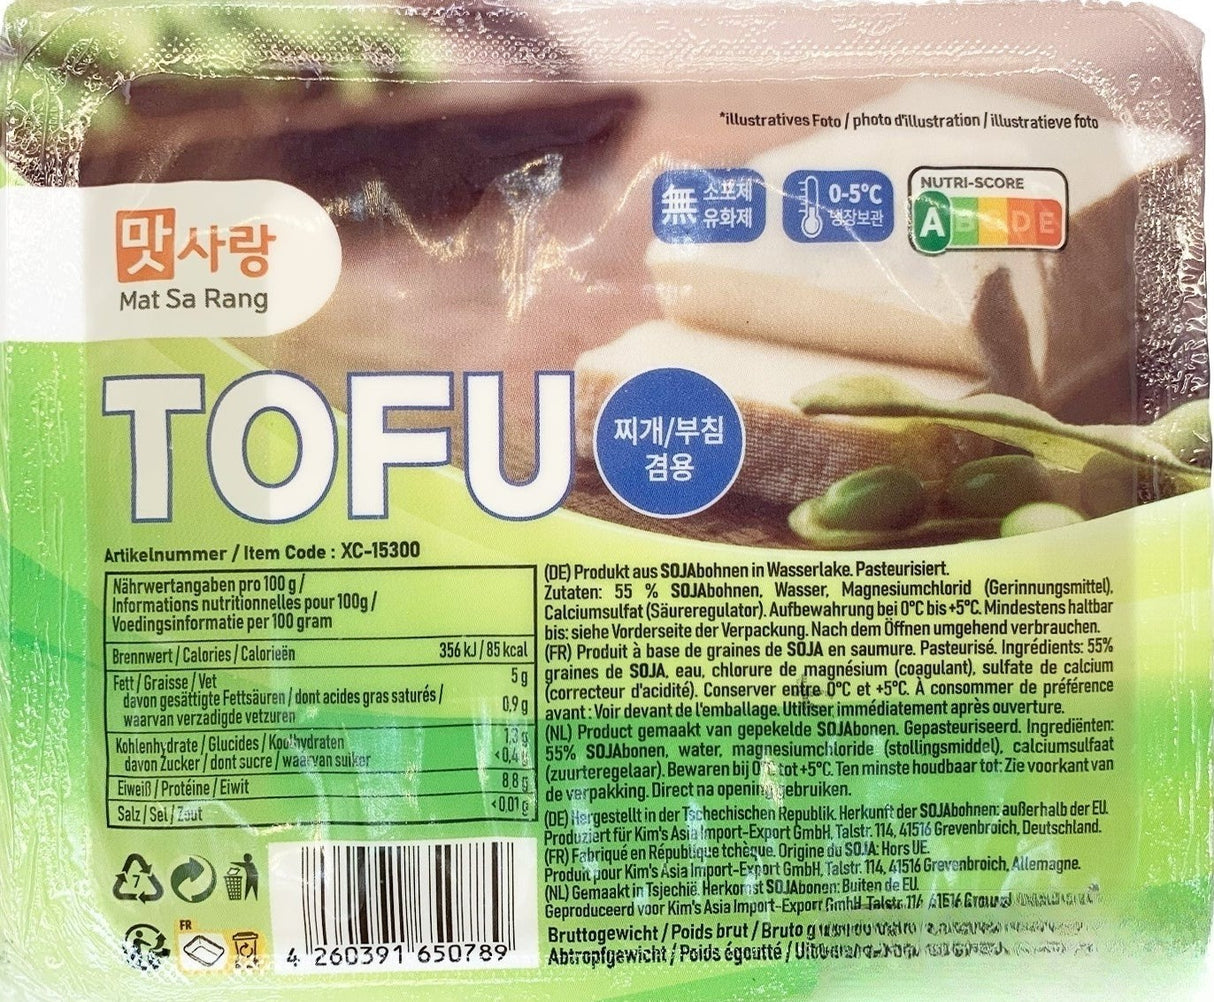 *illustratives Foto / photo d'illustration / illustratieve foto
無 소포제
유화제
0-5°C
냉장보관
NUTRI-SCORE
A B C D E
맛사랑
Mat Sa Rang
TOFU
찌개/부침
겸용
Artikelnummer / Item Code : XC-15300
Nährwertangaben pro 100 g /
Informations nutritionnelles pour 100g /
Voedingsinformatie per 100 gram
Brennwert / Calories / Calorieën 356 kJ / 85 kcal
Fett / Graisse / Vet 5 g
davon gesättigte Fettsäuren / dont acides gras saturés /
waarvan verzadigde vetzuren 0,9 g
Kohlenhydrate / Glucides / Koolhydraten 1,3 g
davon Zucker / dont sucre / waarvan suiker <0,4 g
Eiweiß / Protéine / Eiwit 8,8 g
Salz / Sel / Zout <0,01 g
(DE) Produkt aus SOJAbohnen in Wasserlake. Pasteurisiert.
Zutaten: 55 % SOJAbohnen, Wasser, Magnesiumchlorid (Gerinnungsmittel),
Calciumsulfat (Säureregulator). Aufbewahrung bei 0°C bis +5°C. Mindestens haltbar
bis: siehe Vorderseite der Verpackung. Nach dem Öffnen umgehend verbrauchen.
(FR) Produit à base de graines de SOJA en saumure. Pasteurisé. Ingrédients: 55%
graines de SOJA, eau, chlorure de magnésium (coagulant), sulfate de calcium
(correcteur d'acidité). Conserver entre 0°C et +5°C. À consommer de préférence
avant : Voir devant de l'emballage. Utiliser immédiatement après ouverture.
(NL) Product gemaakt van gepekelde SOJAbonen. Gepasteuriseerd. Ingrediënten:
55% SOJAbonen, water, magnesiumchloride (stollingsmiddel), calciumsulfaat
(zuurteregelaar). Bewaren bij 0°C tot +5°C. Ten minste houdbaar tot: Zie voorkant van
de verpakking. Direct na opening gebruiken.
(DE) Hergestellt in der Tschechischen Republik. Herkunft der SOJAbohnen: außerhalb der EU.
Produziert für Kim's Asia Import-Export GmbH, Talstr. 114, 41516 Grevenbroich, Deutschland.
(FR) Fabriqué en République tchèque. Origine du SOJA: Hors UE.
Produit pour Kim's Asia Import-Export GmbH, Talstr. 114, 41516 Grevenbroich, Allemagne.
(NL) Gemaakt in Tsjechië. Herkomst SOJAbonen: Buiten de EU.
Geproduceerd voor Kim's Asia Import-Export GmbH Talstr.
Bruttogewicht / Poids brut / Bruto
Abtropfgewicht / Poids égoutté /
7
FR
4 260391 650789